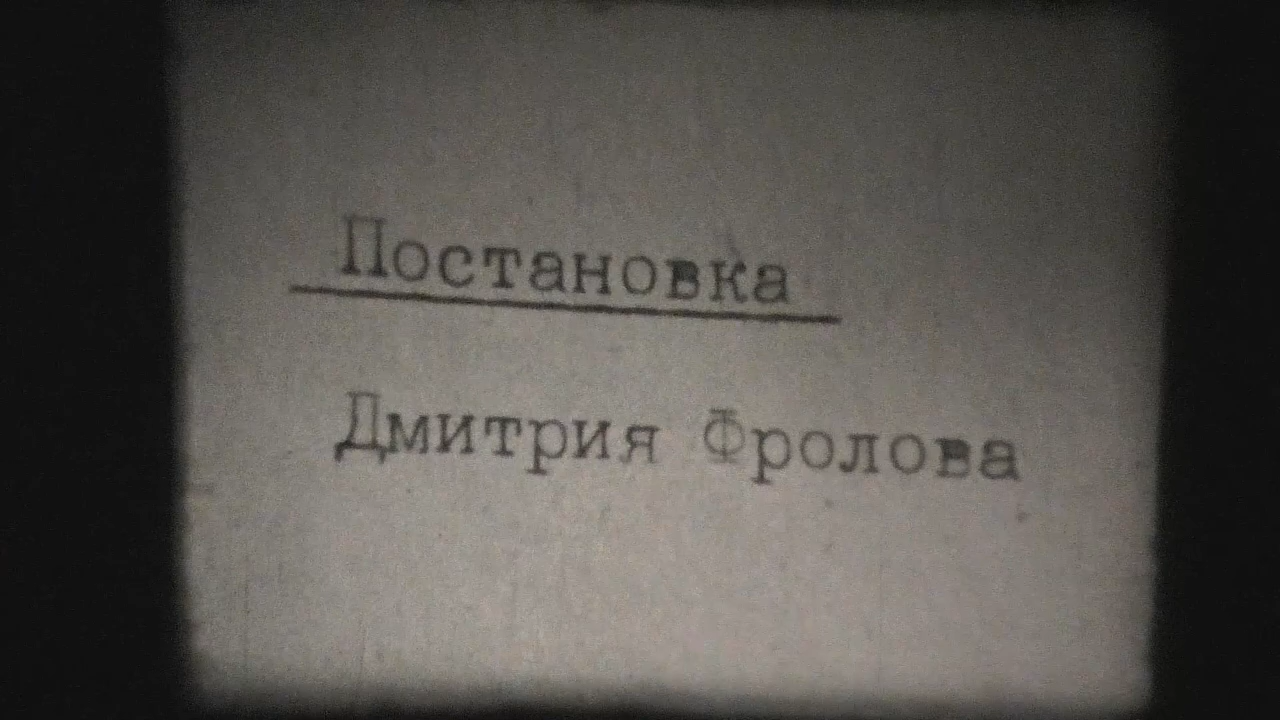 Постановка
Дмитрия Фролова